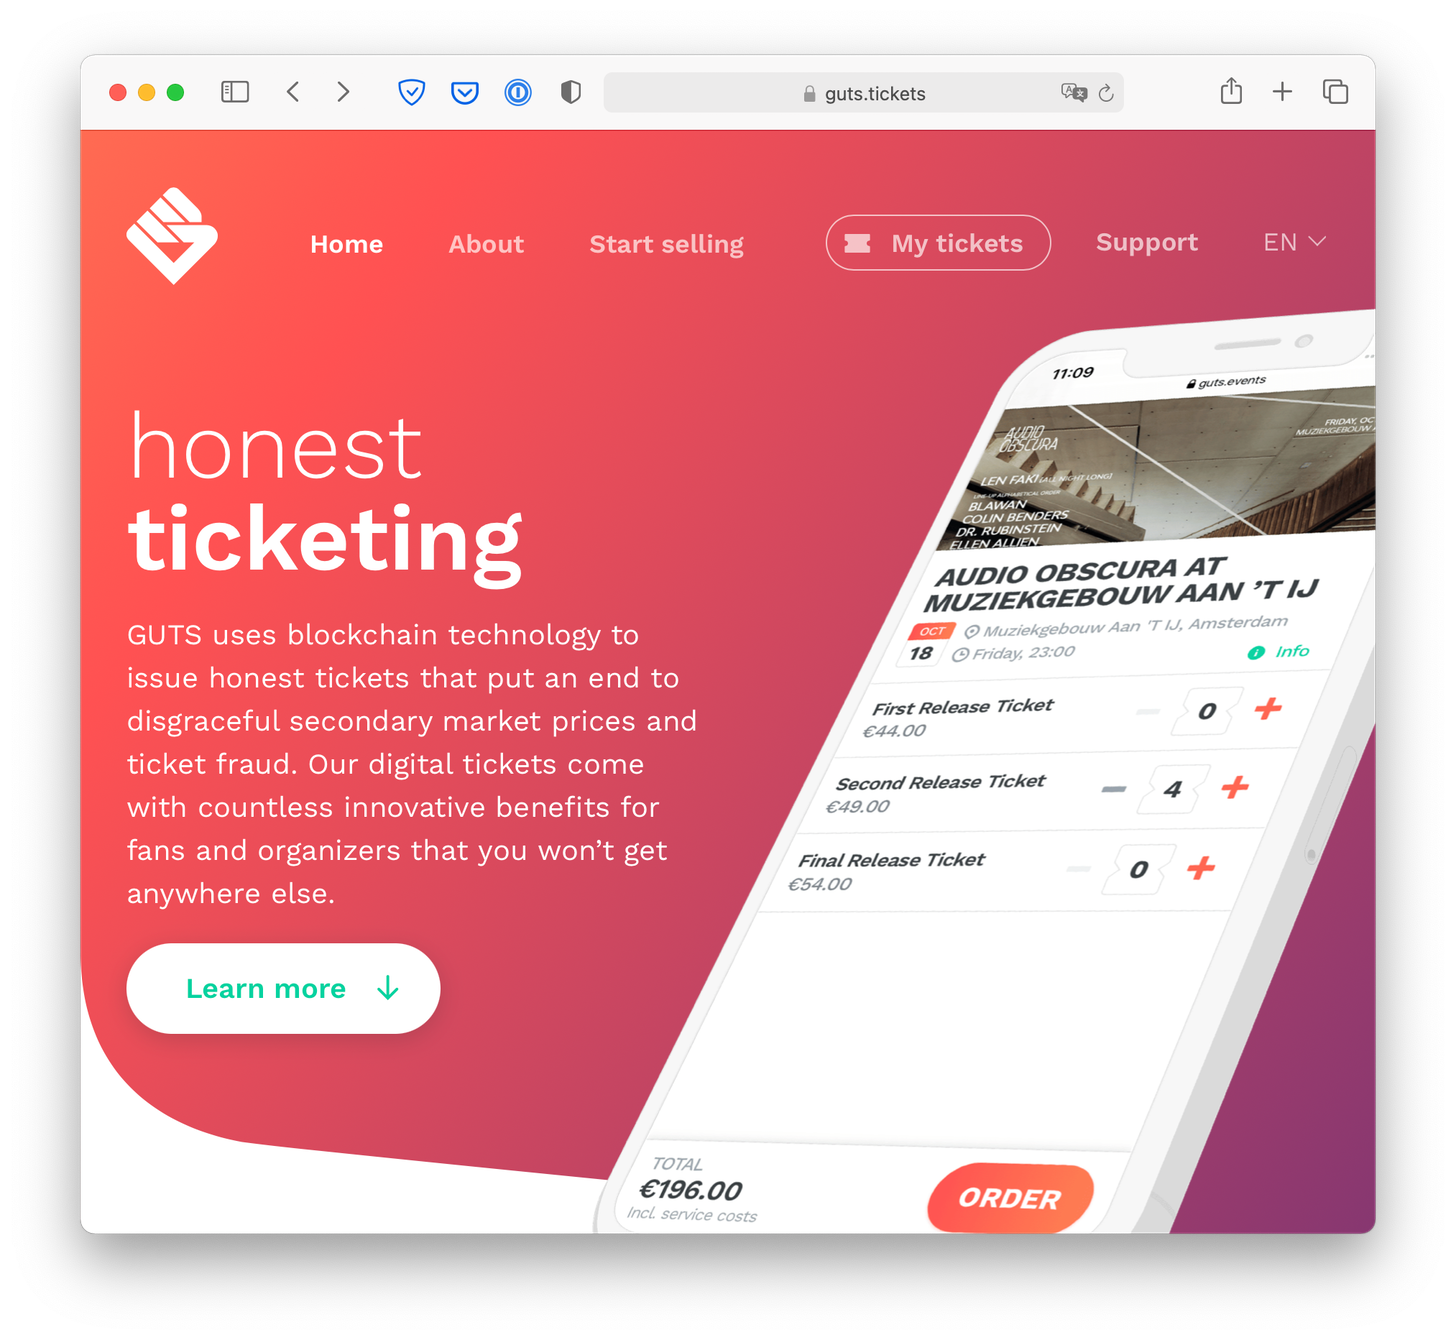 guts.tickets
Home About Start selling My tickets Support EN
11:09
guts.events
AUDIO
OBSCURA
FRIDAY, OC
MUZIEKGEBOUW
LEN FAKI (ALL NIGHT LONG)
LINE-UP ALPHABETICAL ORDER
BLAWAN
COLIN BENDERS
DR. RUBINSTEIN
ELLEN ALLIEN
honest
ticketing
GUTS uses blockchain technology to
issue honest tickets that put an end to
disgraceful secondary market prices and
ticket fraud. Our digital tickets come
with countless innovative benefits for
fans and organizers that you won’t get
anywhere else.
Learn more
AUDIO OBSCURA AT
MUZIEKGEBOUW AAN ’T IJ
OCT
18
Muziekgebouw Aan 'T IJ, Amsterdam
Friday, 23:00
Info
First Release Ticket
€44.00
0
Second Release Ticket
€49.00
4
Final Release Ticket
€54.00
0
TOTAL
€196.00
Incl. service costs
ORDER